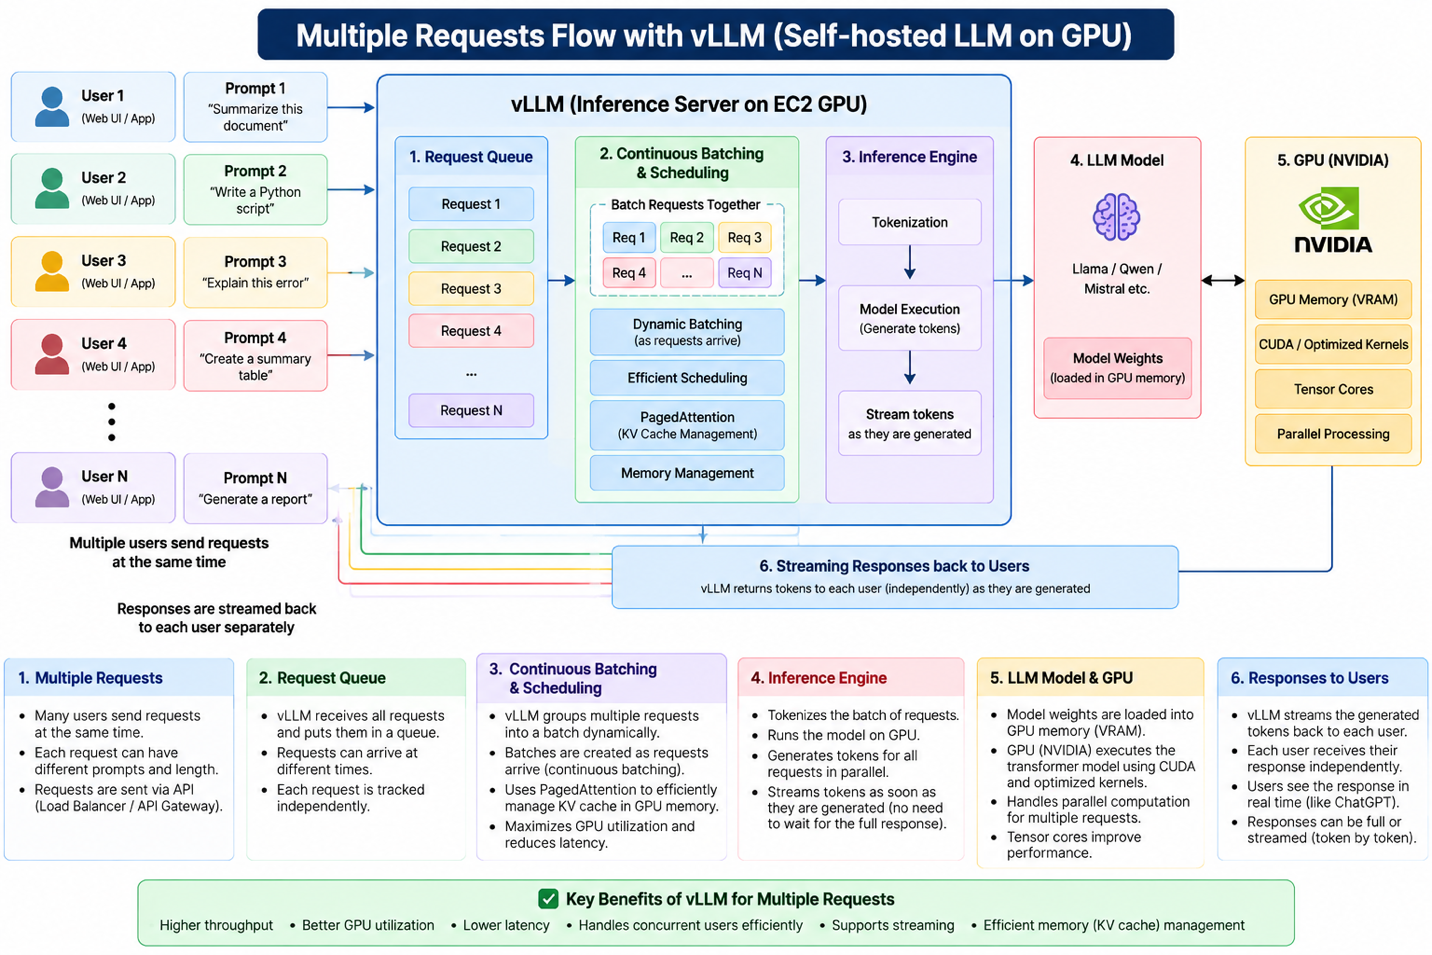 Multiple Requests Flow with vLLM (Self-hosted LLM on GPU)
User 1
(Web UI / App)
Prompt 1
"Summarize this
document"
User 2
(Web UI / App)
Prompt 2
"Write a Python
script"
User 3
(Web UI / App)
Prompt 3
"Explain this error"
User 4
(Web UI / App)
Prompt 4
"Create a summary
table"
User N
(Web UI / App)
Prompt N
"Generate a report"
Multiple users send requests
at the same time
Responses are streamed back
to each user separately
vLLM (Inference Server on EC2 GPU)
1. Request Queue
Request 1
Request 2
Request 3
Request 4
...
Request N
2. Continuous Batching
& Scheduling
Batch Requests Together
Req 1
Req 2
Req 3
Req 4
...
Req N
Dynamic Batching
(as requests arrive)
Efficient Scheduling
PagedAttention
(KV Cache Management)
Memory Management
3. Inference Engine
Tokenization
Model Execution
(Generate tokens)
Stream tokens
as they are generated
4. LLM Model
Llama / Qwen /
Mistral etc.
Model Weights
(loaded in GPU memory)
5. GPU (NVIDIA)
NVIDIA
GPU Memory (VRAM)
CUDA / Optimized Kernels
Tensor Cores
Parallel Processing
6. Streaming Responses back to Users
vLLM returns tokens to each user (independently) as they are generated
1. Multiple Requests
• Many users send requests
at the same time.
• Each request can have
different prompts and length.
• Requests are sent via API
(Load Balancer / API Gateway).
2. Request Queue
• vLLM receives all requests
and puts them in a queue.
• Requests can arrive at
different times.
• Each request is tracked
independently.
3. Continuous Batching
& Scheduling
• vLLM groups multiple requests
into a batch dynamically.
• Batches are created as requests
arrive (continuous batching).
• Uses PagedAttention to efficiently
manage KV cache in GPU memory.
• Maximizes GPU utilization and
reduces latency.
4. Inference Engine
• Tokenizes the batch of requests.
• Runs the model on GPU.
• Generates tokens for all
requests in parallel.
• Streams tokens as soon as
they are generated (no need
to wait for the full response).
5. LLM Model & GPU
• Model weights are loaded into
GPU memory (VRAM).
• GPU (NVIDIA) executes the
transformer model using CUDA
and optimized kernels.
• Handles parallel computation
for multiple requests.
• Tensor cores improve
performance.
6. Responses to Users
• vLLM streams the generated
tokens back to each user.
• Each user receives their
response independently.
• Users see the response in
real time (like ChatGPT).
• Responses can be full or
streamed (token by token).
✅ Key Benefits of vLLM for Multiple Requests
Higher throughput • Better GPU utilization • Lower latency • Handles concurrent users efficiently • Supports streaming • Efficient memory (KV cache) management